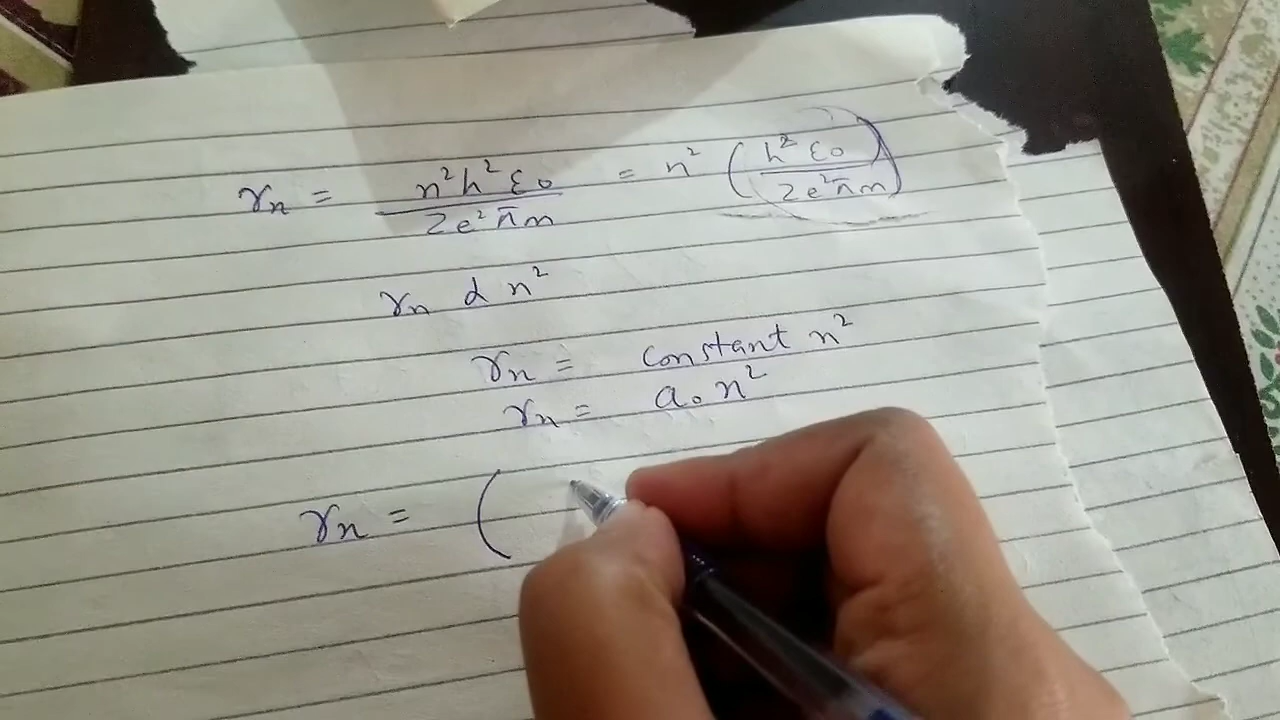 rn = n²h²ε0 / 2e²πm = n² (h²ε0 / 2e²πm)
rn α n²
rn = constant n²
rn = a0 n²
rn = (